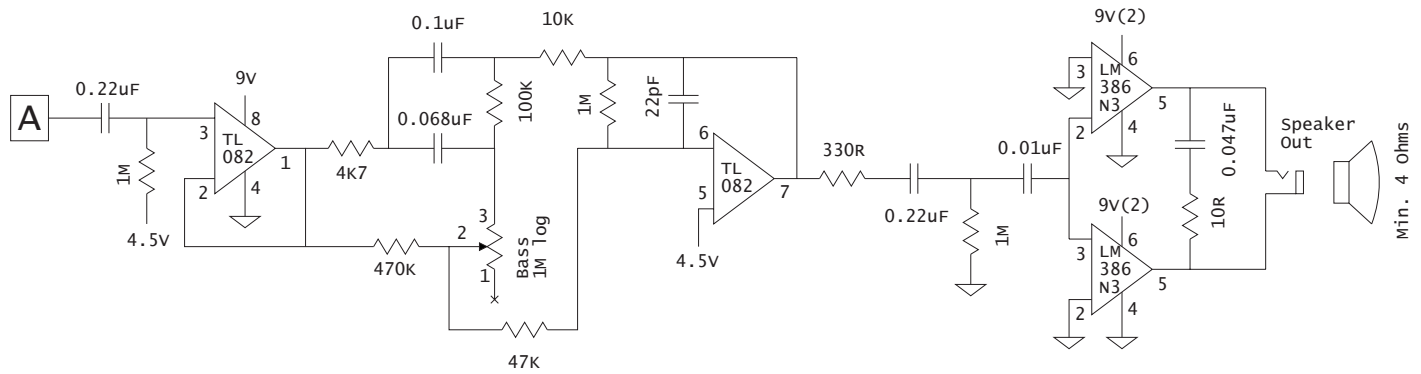 A
0.22uF
1M
4.5V
9V
8
3
TL
082
1
2
4
4K7
0.1uF
0.068uF
100K
10K
1M
22pF
470K
2
3
1
Bass
1M log
47K
6
TL
082
5
7
4.5V
330R
0.22uF
1M
0.01uF
9V(2)
3
6
LM
386
N3
5
2
4
9V(2)
6
3
LM
386
N3
5
2
4
0.047uF
10R
Speaker
Out
Min. 4 Ohms